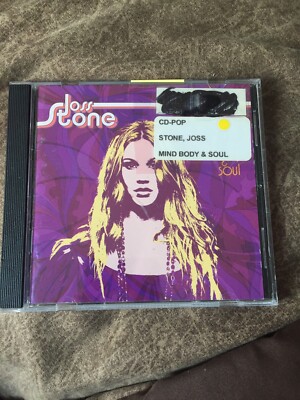 Joss
Stone
CD-POP
STONE, JOSS
MIND BODY & SOUL
soul